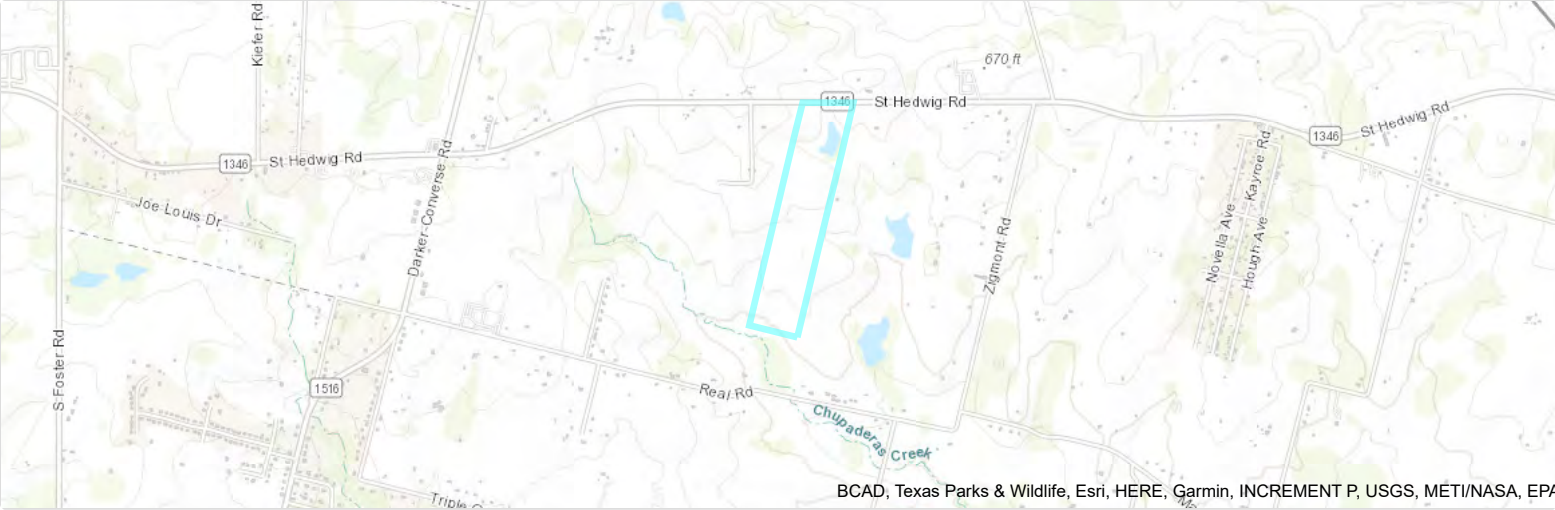 Kiefer Rd
670 ft
1346
St Hedwig Rd
St Hedwig Rd
1346
1346
St Hedwig Rd
Darker-Converse Rd
Joe Louis Dr
Kayroe Rd
Novella Ave
Hough Ave
Zigmont Rd
S Foster Rd
1516
Real Rd
Chupaderas Creek
Triple
BCAD, Texas Parks & Wildlife, Esri, HERE, Garmin, INCREMENT P, USGS, METI/NASA, EPA